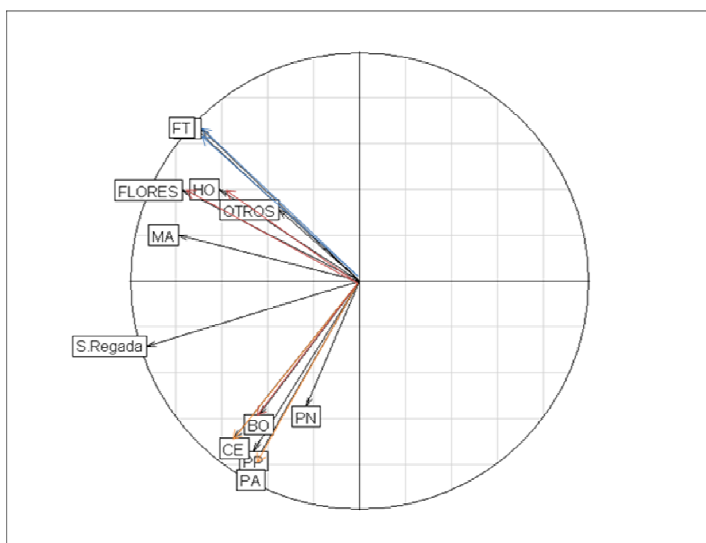 FT
FLORES
HO
OTROS
MA
S.Regada
BO
PN
CE
PP
PA